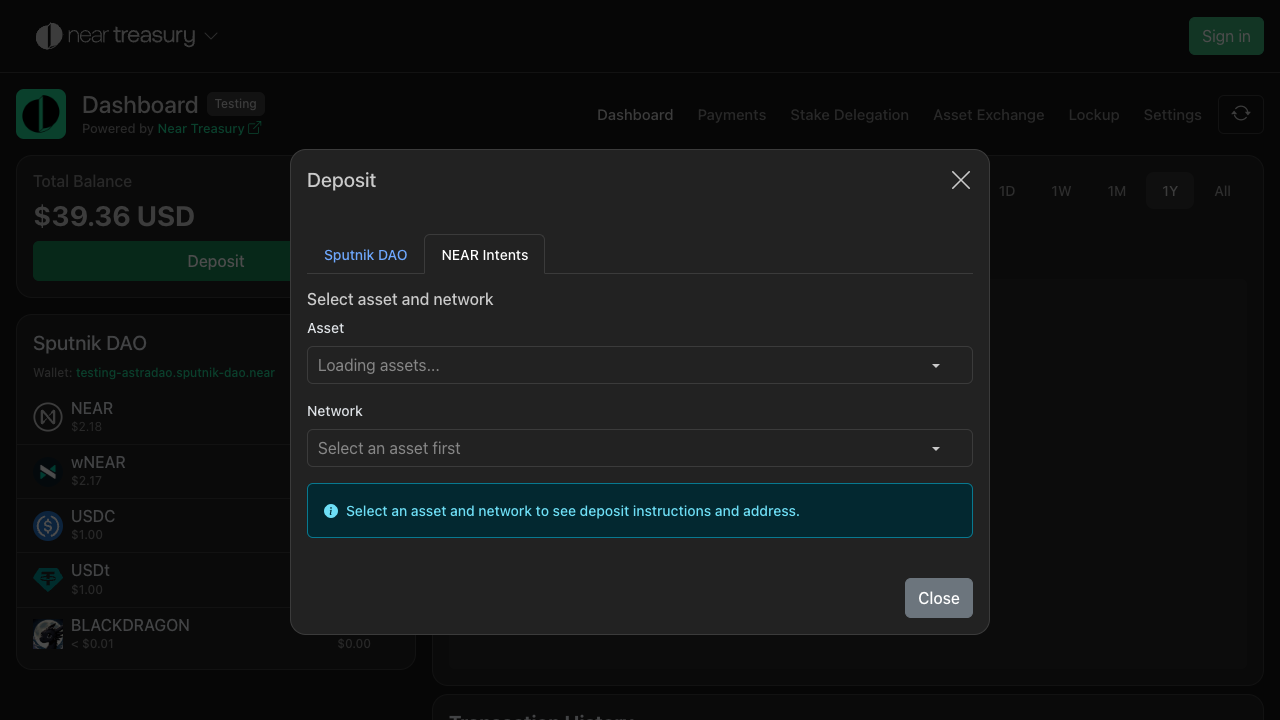 near treasury
Sign in
Dashboard
Testing
Powered by Near Treasury
Dashboard
Payments
Stake Delegation
Asset Exchange
Lockup
Settings
Total Balance
$39.36 USD
Deposit
1D
1W
1M
1Y
All
Deposit
Sputnik DAO
NEAR Intents
Select asset and network
Asset
Loading assets...
Network
Select an asset first
Select an asset and network to see deposit instructions and address.
Close
Sputnik DAO
Wallet: testing-astradao.sputnik-dao.near
NEAR
$2.18
wNEAR
$2.17
USDC
$1.00
USDt
$1.00
BLACKDRAGON
< $0.01
$0.00
Transaction History